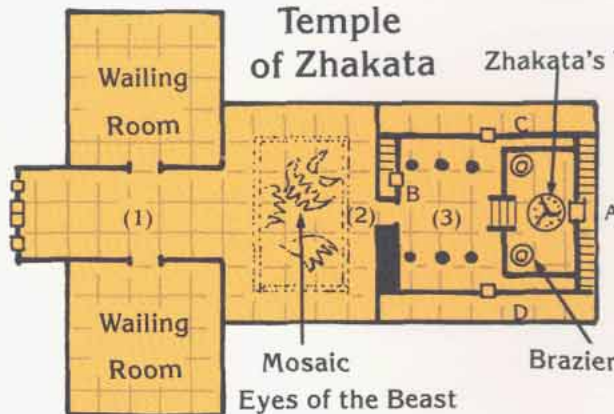 Temple
of Zhakata
Zhakata's
Wailing
Room
(1)
(2)
(3)
A
B
C
D
Wailing
Room
Mosaic
Eyes of the Beast
Brazier